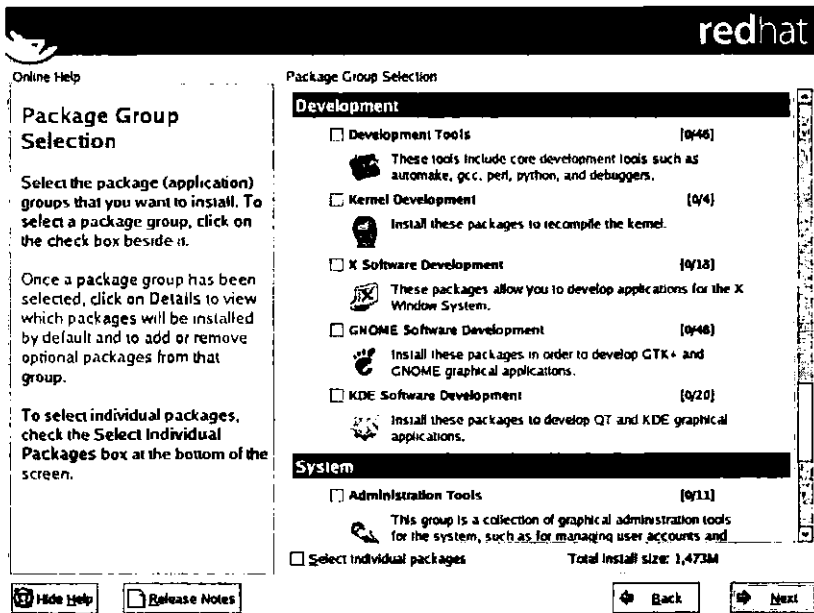 redhat
Online Help
Package Group
Selection
Select the package (application)
groups that you want to install. To
select a package group, click on
the check box beside it.
Once a package group has been
selected, click on Details to view
which packages will be installed
by default and to add or remove
optional packages from that
group.
To select individual packages,
check the Select Individual
Packages box at the bottom of the
screen.
Package Group Selection
Development
Development Tools [0/46]
These tools include core development tools such as
automake, gcc, perl, python, and debuggers.
Kernel Development [0/4]
Install these packages to recompile the kernel.
X Software Development [0/18]
These packages allow you to develop applications for the X
Window System.
GNOME Software Development [0/48]
Install these packages in order to develop GTK+ and
GNOME graphical applications.
KDE Software Development [0/20]
Install these packages to develop QT and KDE graphical
applications.
System
Administration Tools [0/11]
This group is a collection of graphical administration tools
for the system, such as for managing user accounts and
Select individual packages Total install size: 1,473M
Hide Help Release Notes Back Next